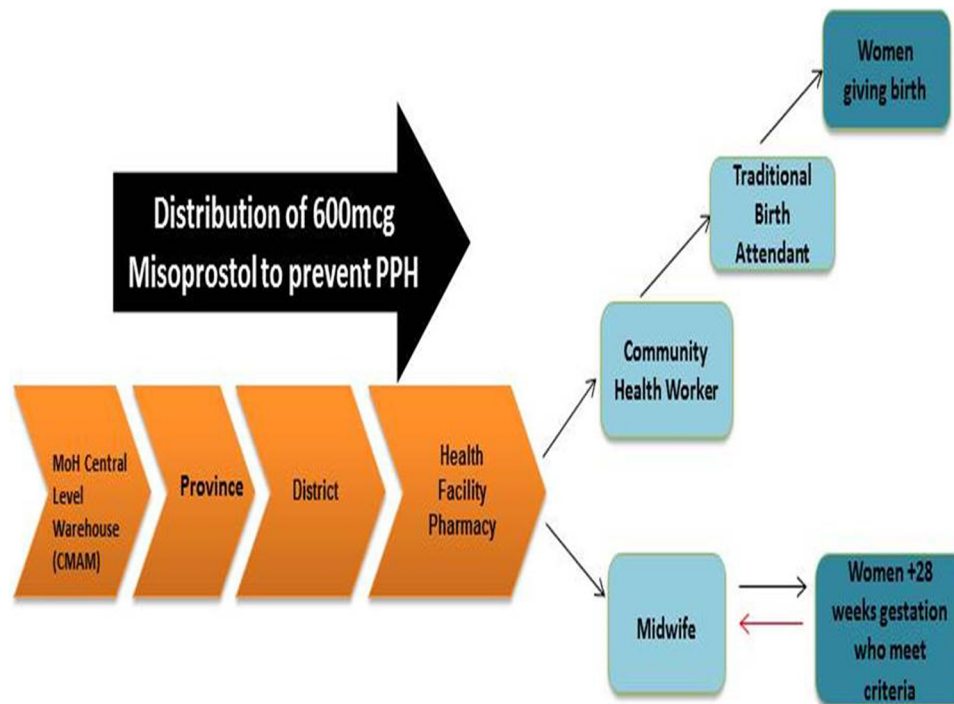 Women
giving birth
Traditional
Birth
Attendant
Distribution of 600mcg
Misoprostol to prevent PPH
Community
Health Worker
MoH Central
Level
Warehouse
(CMAM)
Province
District
Health
Facility
Pharmacy
Midwife
Women +28
weeks gestation
who meet
criteria